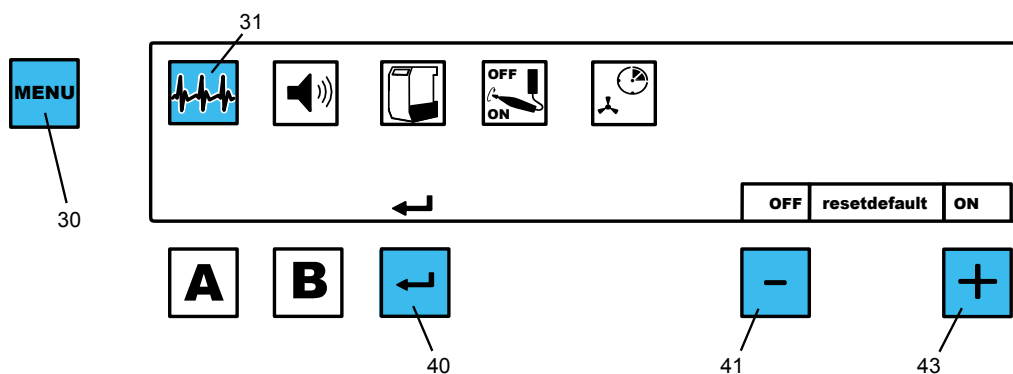 31
MENU
OFF
ON
30
OFF resetdefault ON
A B - +
40 41 43